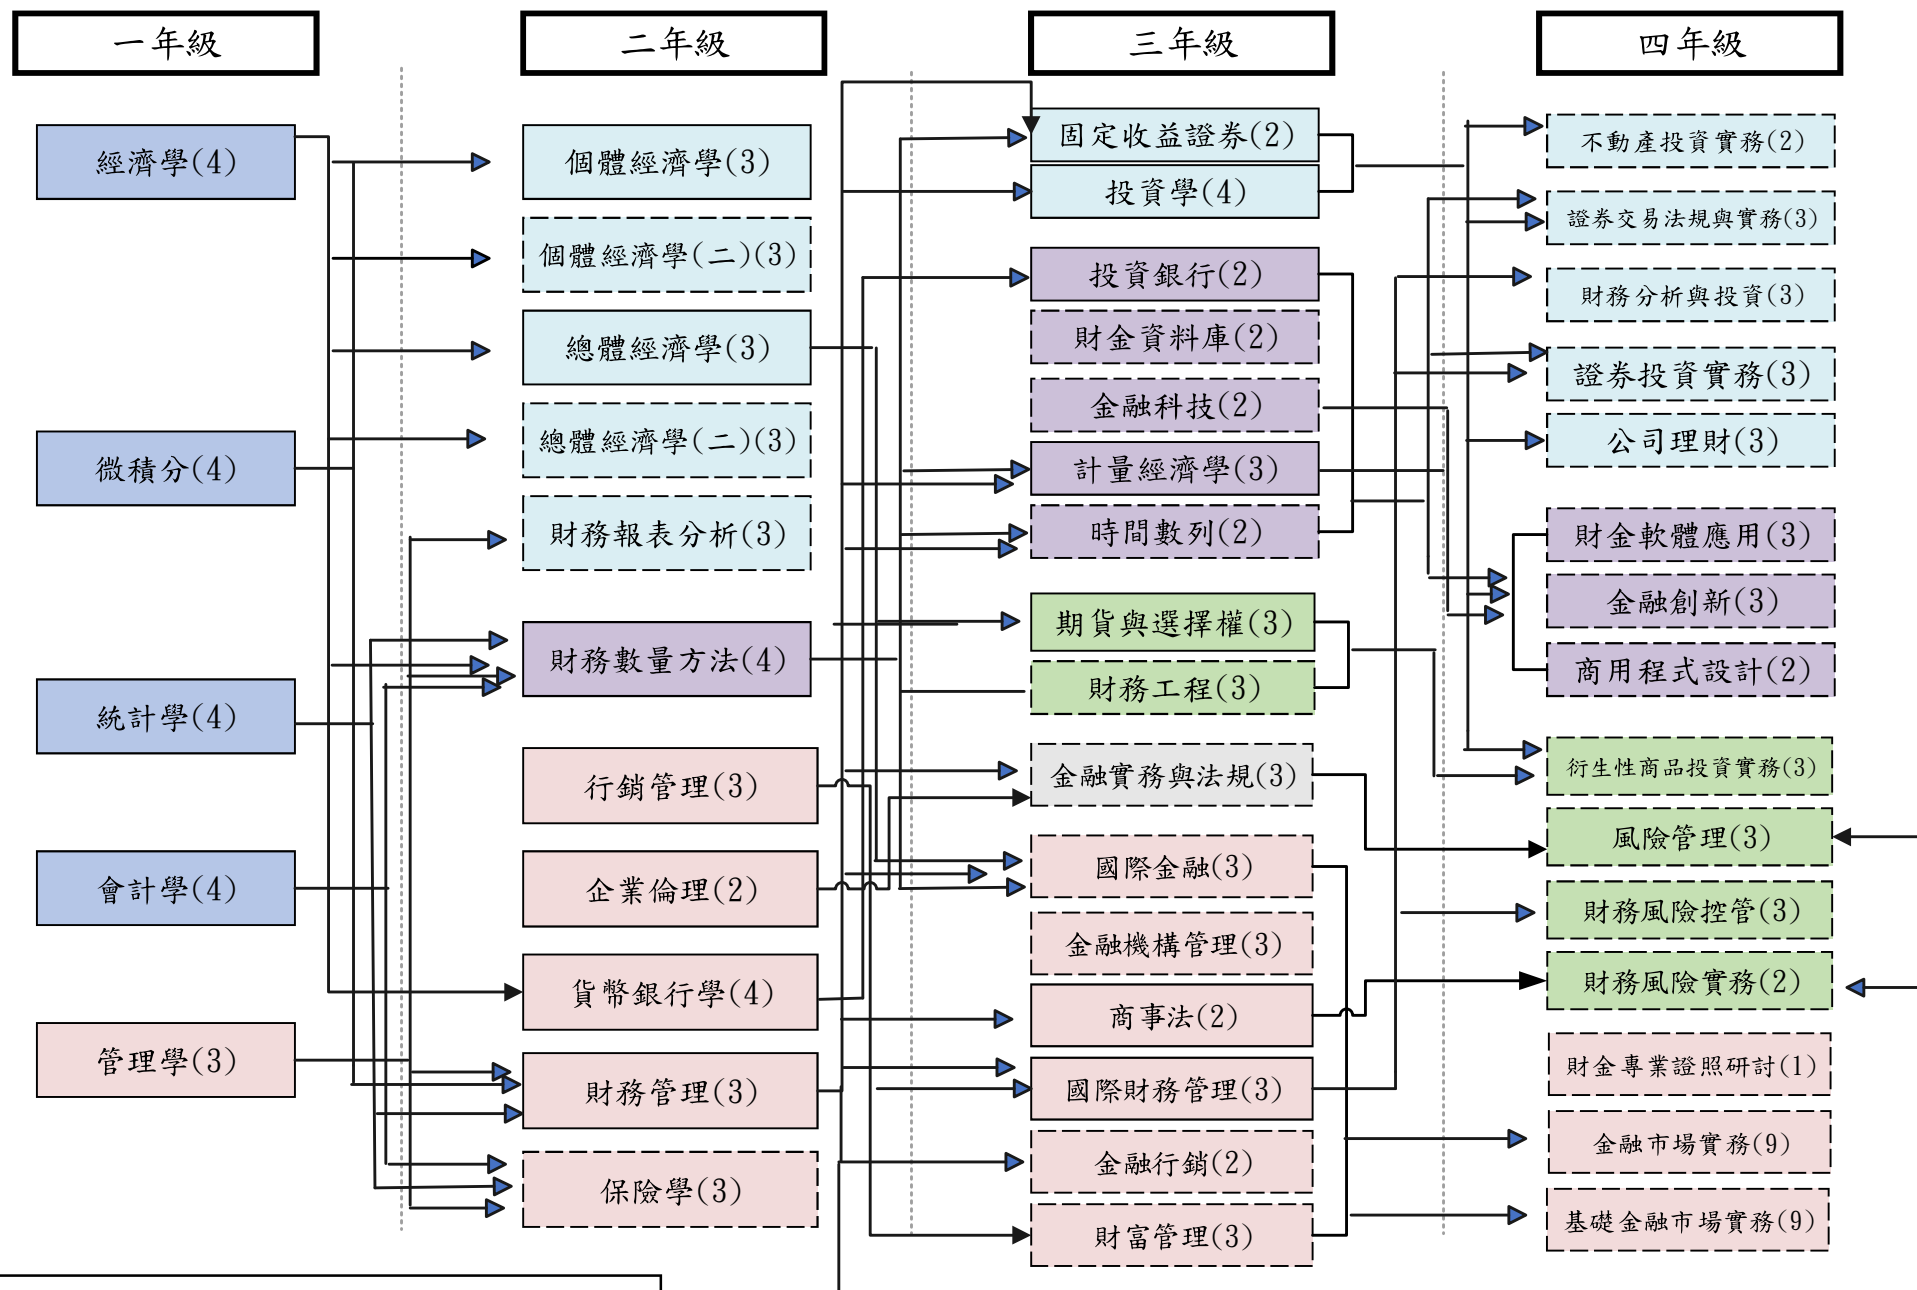 一年級
經濟學(4)
微積分(4)
統計學(4)
會計學(4)
管理學(3)
二年級
個體經濟學(3)
個體經濟學(二)(3)
總體經濟學(3)
總體經濟學(二)(3)
財務報表分析(3)
財務數量方法(4)
行銷管理(3)
企業倫理(2)
貨幣銀行學(4)
財務管理(3)
保險學(3)
三年級
固定收益證券(2)
投資學(4)
投資銀行(2)
財金資料庫(2)
金融科技(2)
計量經濟學(3)
時間數列(2)
期貨與選擇權(3)
財務工程(3)
金融實務與法規(3)
國際金融(3)
金融機構管理(3)
商事法(2)
國際財務管理(3)
金融行銷(2)
財富管理(3)
四年級
不動產投資實務(2)
證券交易法規與實務(3)
財務分析與投資(3)
證券投資實務(3)
公司理財(3)
財金軟體應用(3)
金融創新(3)
商用程式設計(2)
衍生性商品投資實務(3)
風險管理(3)
財務風險控管(3)
財務風險實務(2)
財金專業證照研討(1)
金融市場實務(9)
基礎金融市場實務(9)